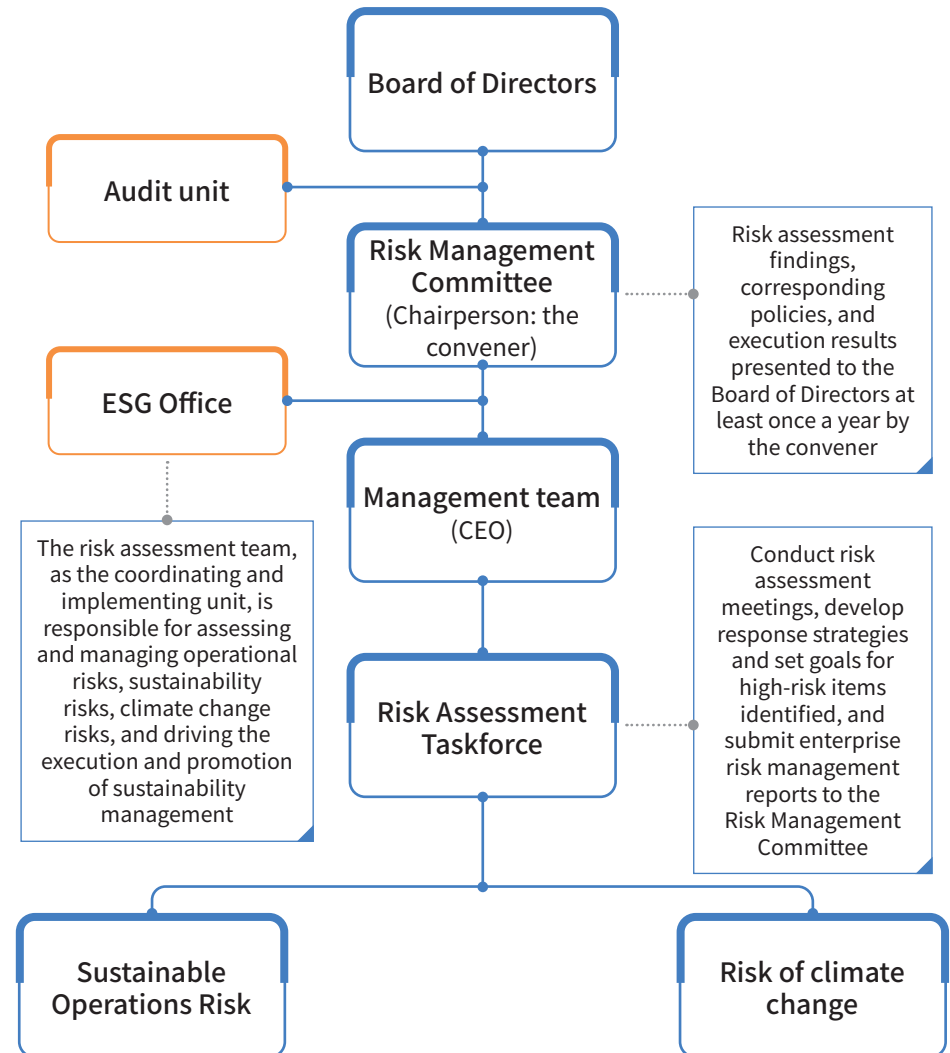 Board of Directors
Audit unit
Risk Management
Committee
(Chairperson: the
convener)
Risk assessment
findings,
corresponding
policies, and
execution results
presented to the
Board of Directors at
least once a year by
the convener
ESG Office
Management team
(CEO)
The risk assessment team,
as the coordinating and
implementing unit, is
responsible for assessing
and managing operational
risks, sustainability
risks, climate change
risks, and driving the
execution and promotion
of sustainability
management
Conduct risk
assessment
meetings, develop
response strategies
and set goals for
high-risk items
identified, and
submit enterprise
risk management
reports to the
Risk Management
Committee
Risk Assessment
Taskforce
Sustainable
Operations Risk
Risk of climate
change